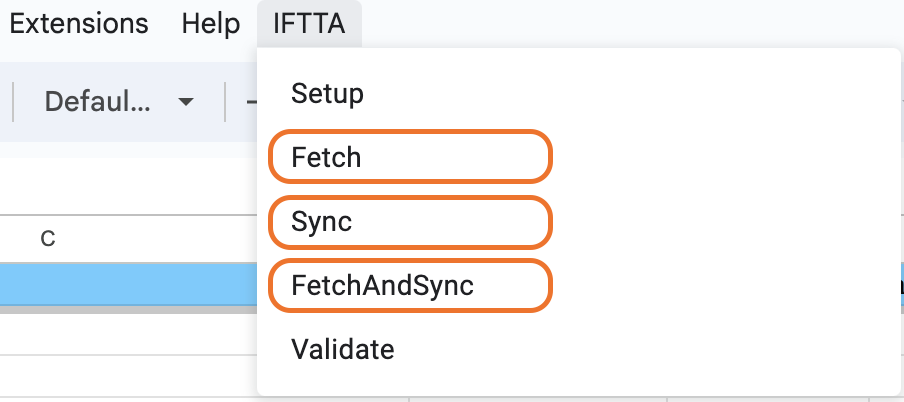 Extensions Help IFTTA
Defaul...
Setup
Fetch
Sync
C
FetchAndSync
Validate